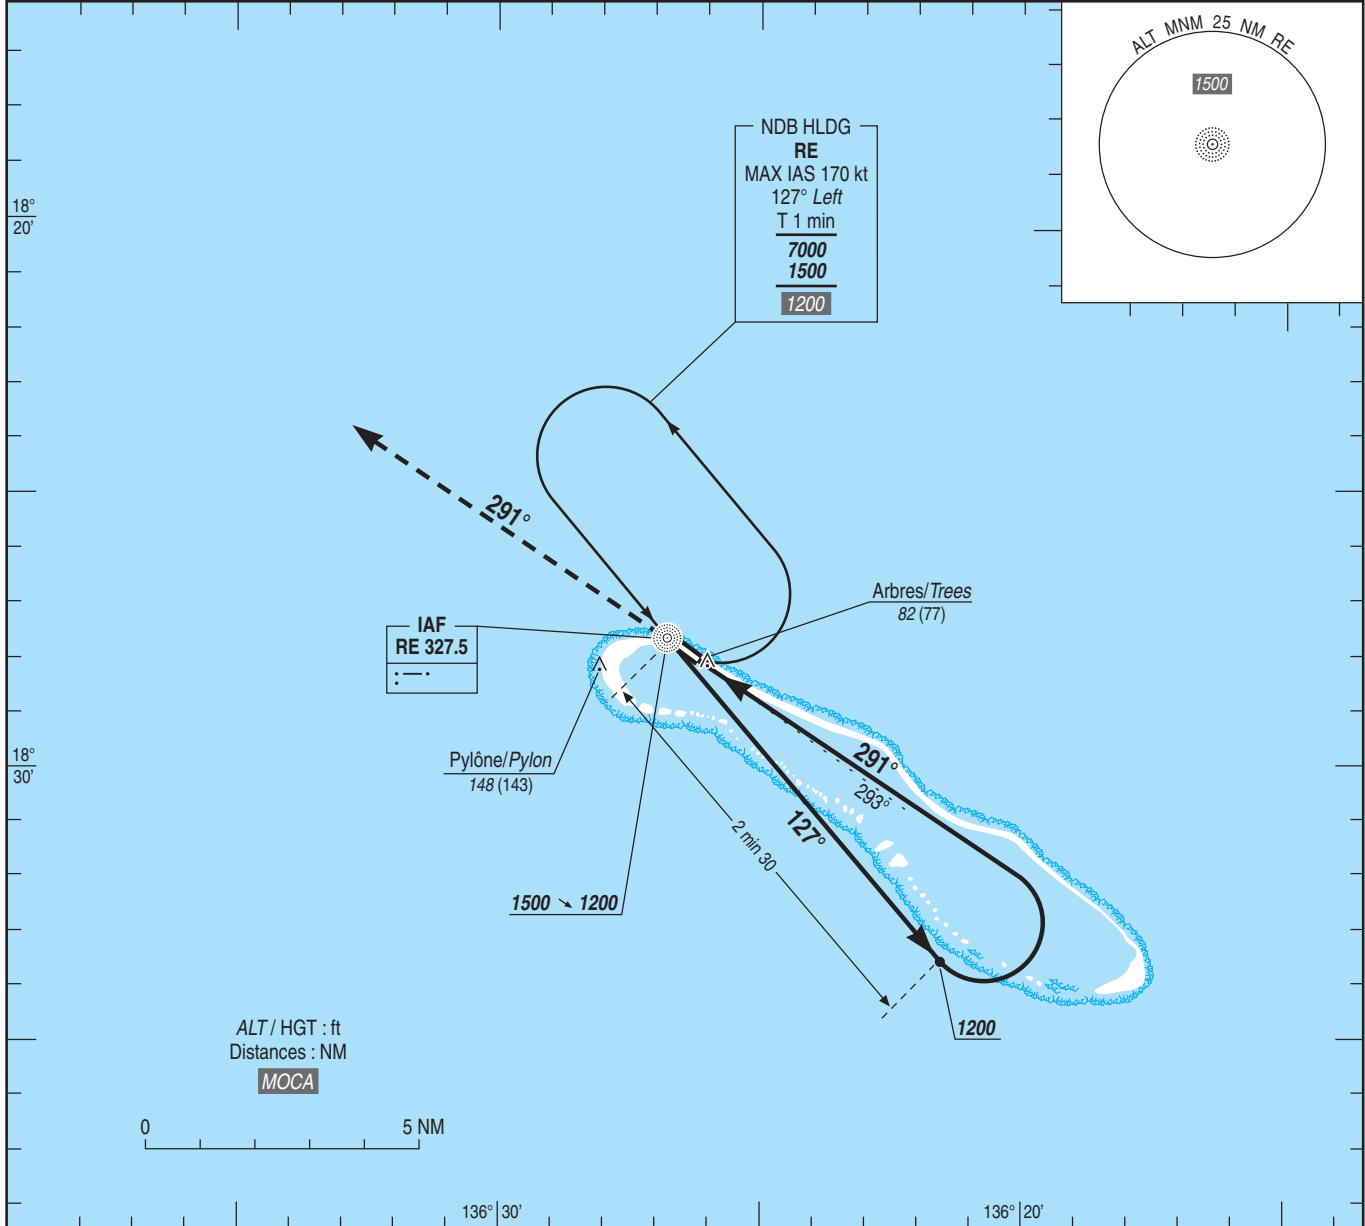 ALT MNM 25 NM RE
1500
NDB HLDG
RE
MAX IAS 170 kt
127° Left
T 1 min
7000
1500
1200
18°
20'
291°
Arbres/Trees
82 (77)
IAF
RE 327.5
Pylône/Pylon
148 (143)
18°
30'
291°
293°
127°
2 min 30
1500 ➘ 1200
1200
ALT / HGT : ft
Distances : NM
MOCA
0 5 NM
136° 30'
136° 20'